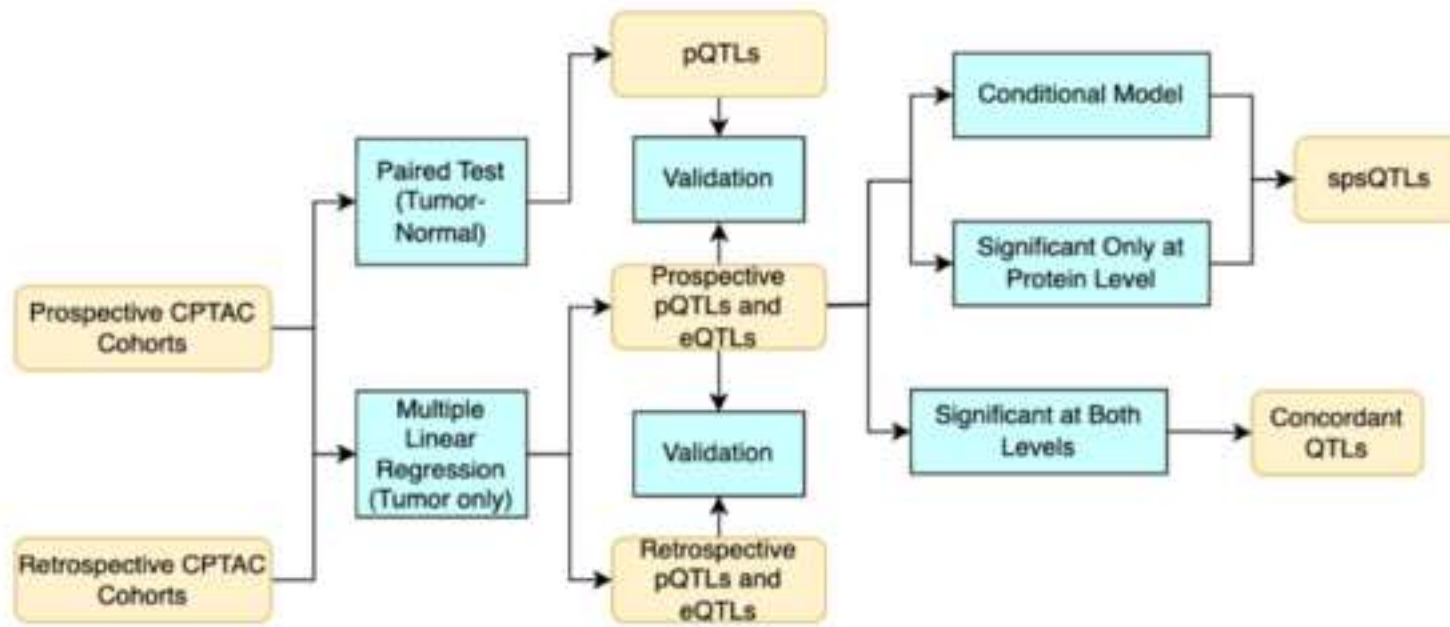 pQTLs
Conditional Model
Paired Test
(Tumor-
Normal)
Validation
spsQTLs
Significant Only at
Protein Level
Prospective CPTAC
Cohorts
Prospective
pQTLs and
eQTLs
Multiple
Linear
Regression
(Tumor only)
Validation
Significant at Both
Levels
Concordant
QTLs
Retrospective CPTAC
Cohorts
Retrospective
pQTLs and
eQTLs